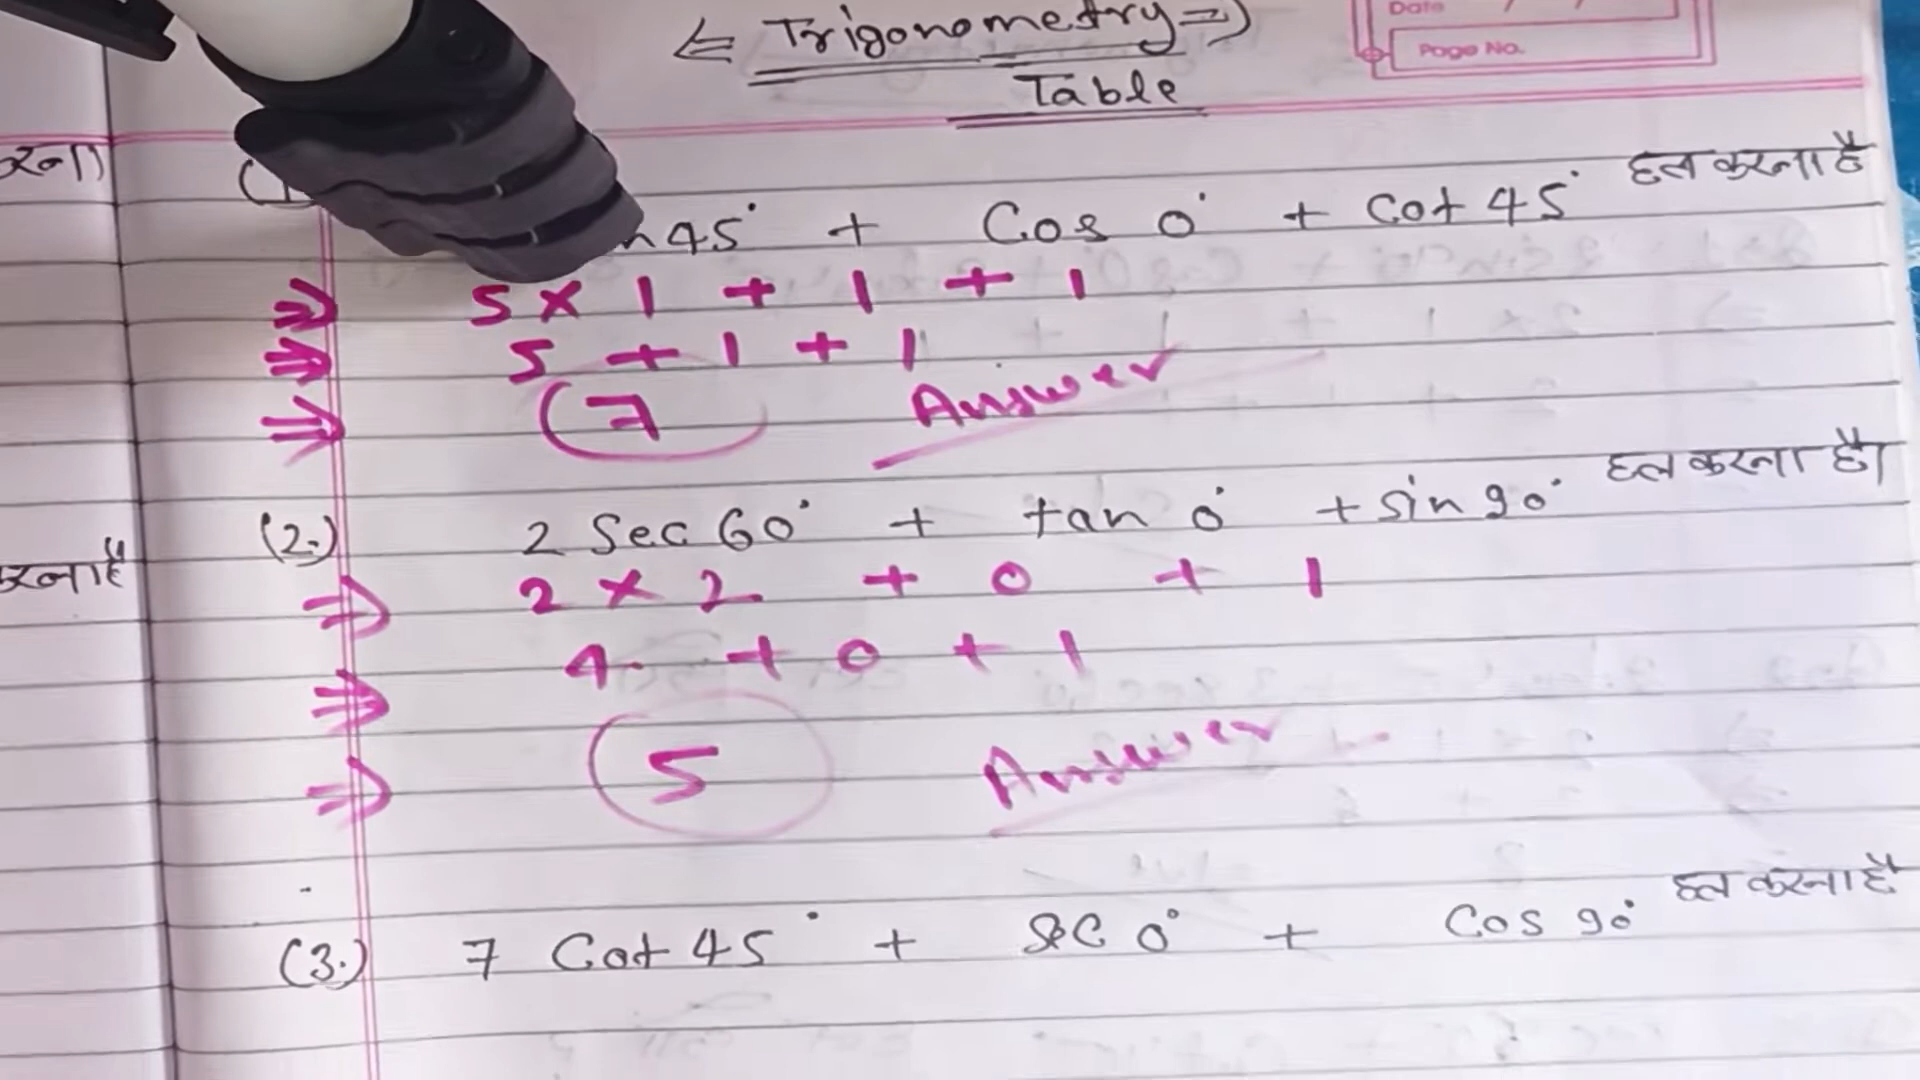 ⇐ Trigonometry ⇒
Table
Date / /
Page No.
हल करना है
45° + Cos 0° + Cot 45°
⇒ 5 × 1 + 1 + 1
⇒ 5 + 1 + 1
⇒ 7 Answer
हल करना है।
(2.) 2 Sec 60° + tan 0° + sin 90°
⇒ 2 × 2 + 0 + 1
⇒ 4 + 0 + 1
⇒ 5 Answer
करना है
हल करना है
(3.) 7 Cot 45° + sec 0° + Cos 90°